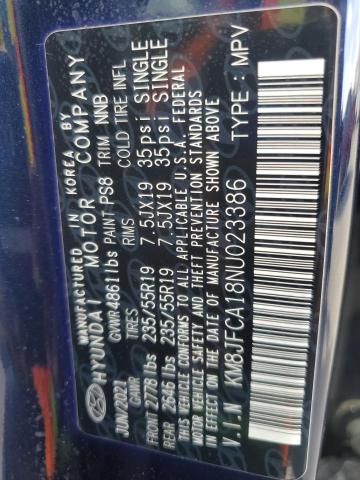 MANUFACTURED IN KOREA BY
HYUNDAI MOTOR COMPANY
JUN/2021 GVWR 4861lbs PAINT PS8 TRIM NNB
GAWR TIRES RIMS COLD TIRE INFL
FRONT 2778 lbs 235/55R19 7.5JX19 35psi SINGLE
REAR 2646 lbs 235/55R19 7.5JX19 35psi SINGLE
THIS VEHICLE CONFORMS TO ALL APPLICABLE U.S.A FEDERAL
MOTOR VEHICLE SAFETY, BUMPER, AND THEFT PREVENTION STANDARDS
IN EFFECT ON THE DATE OF MANUFACTURE SHOWN ABOVE
V.I.N : KM8JFCA18NU023386 TYPE : MPV